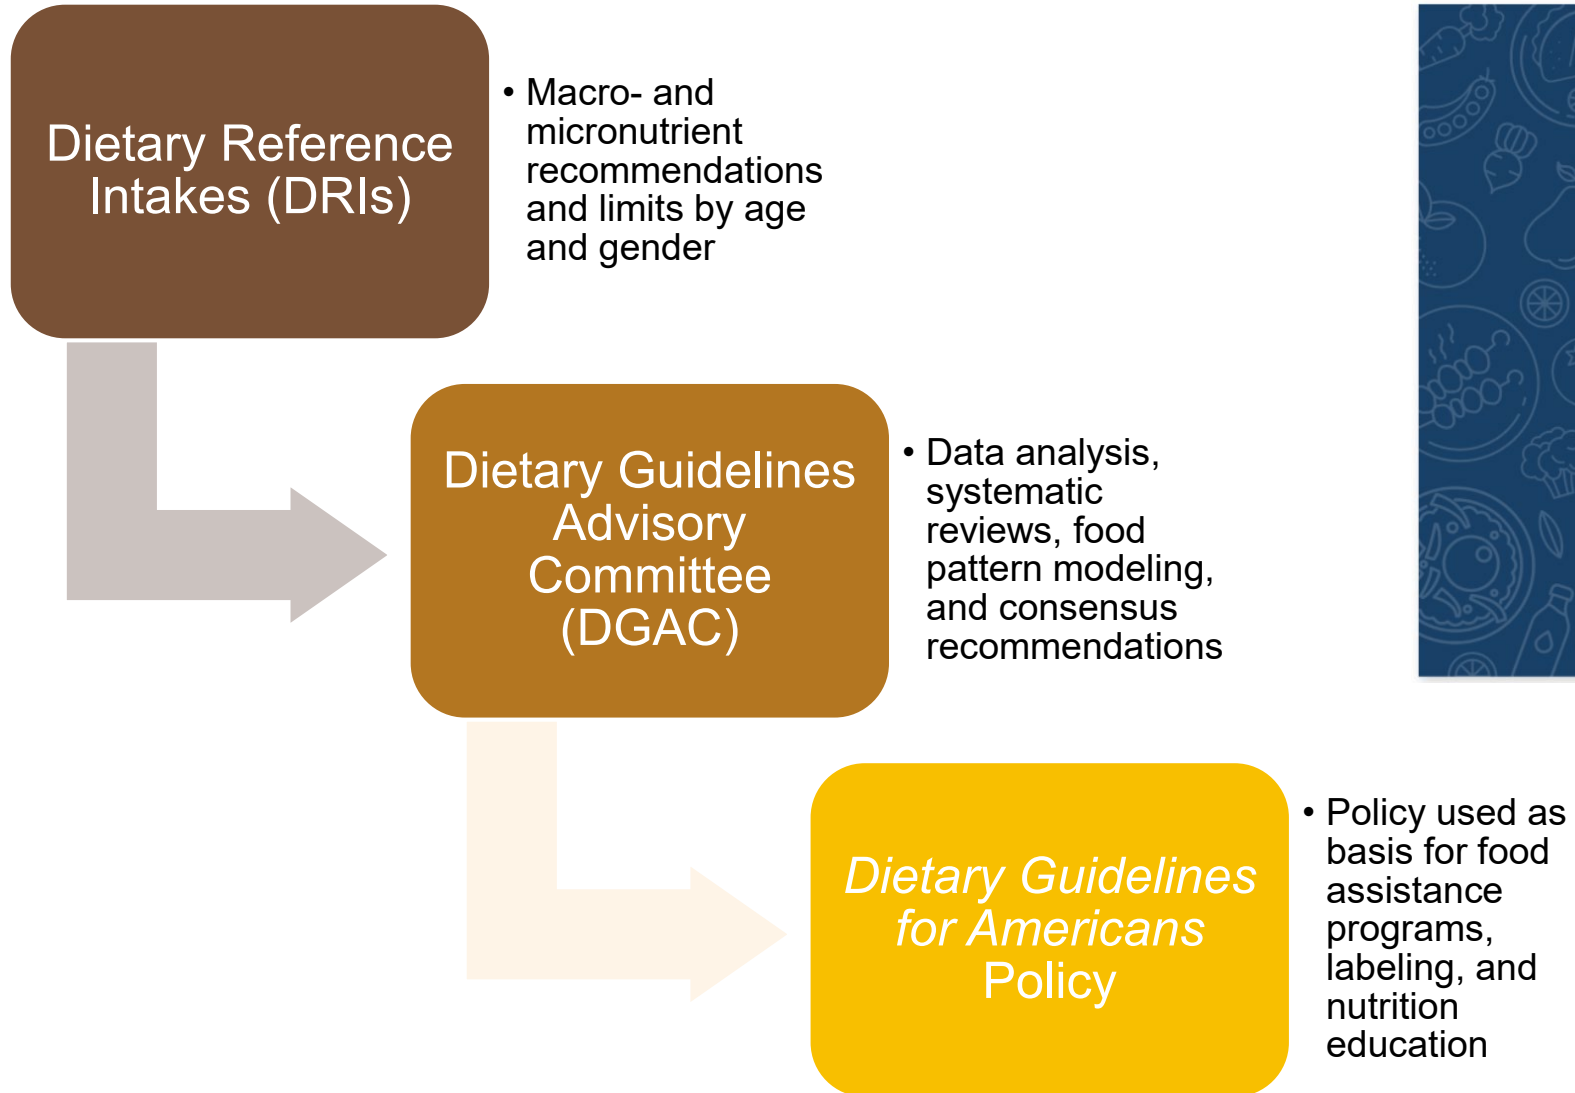 Dietary Reference
Intakes (DRIs)
• Macro- and
micronutrient
recommendations
and limits by age
and gender
Dietary Guidelines
Advisory
Committee
(DGAC)
• Data analysis,
systematic
reviews, food
pattern modeling,
and consensus
recommendations
Dietary Guidelines
for Americans
Policy
• Policy used as
basis for food
assistance
programs,
labeling, and
nutrition
education